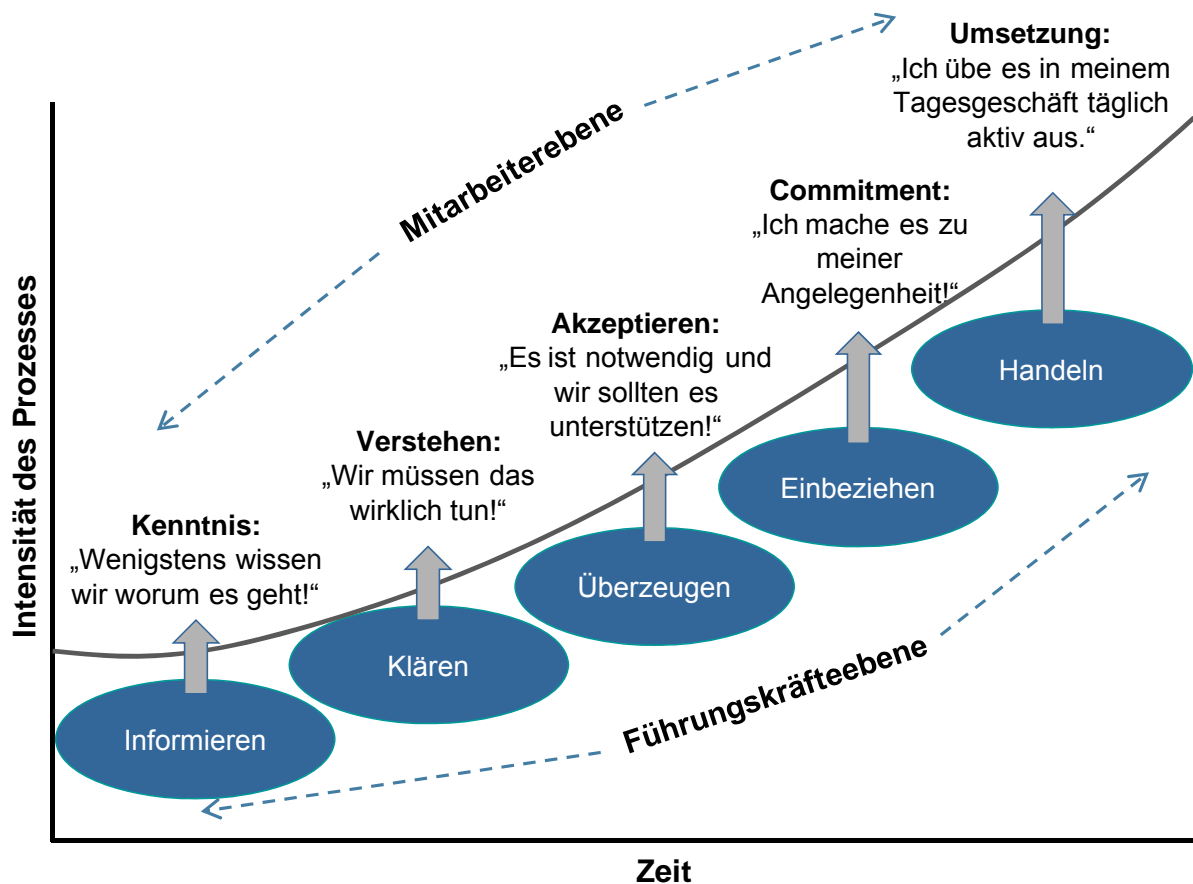 Umsetzung:
„Ich übe es in meinem
Tagesgeschäft täglich
aktiv aus.“
Mitarbeiterebene
Commitment:
„Ich mache es zu
meiner
Angelegenheit!“
Akzeptieren:
„Es ist notwendig und
wir sollten es
unterstützen!“
Verstehen:
„Wir müssen das
wirklich tun!“
Kenntnis:
„Wenigstens wissen
wir worum es geht!“
Intensität des Prozesses
Handeln
Einbeziehen
Überzeugen
Klären
Informieren
Führungskräfteebene
Zeit